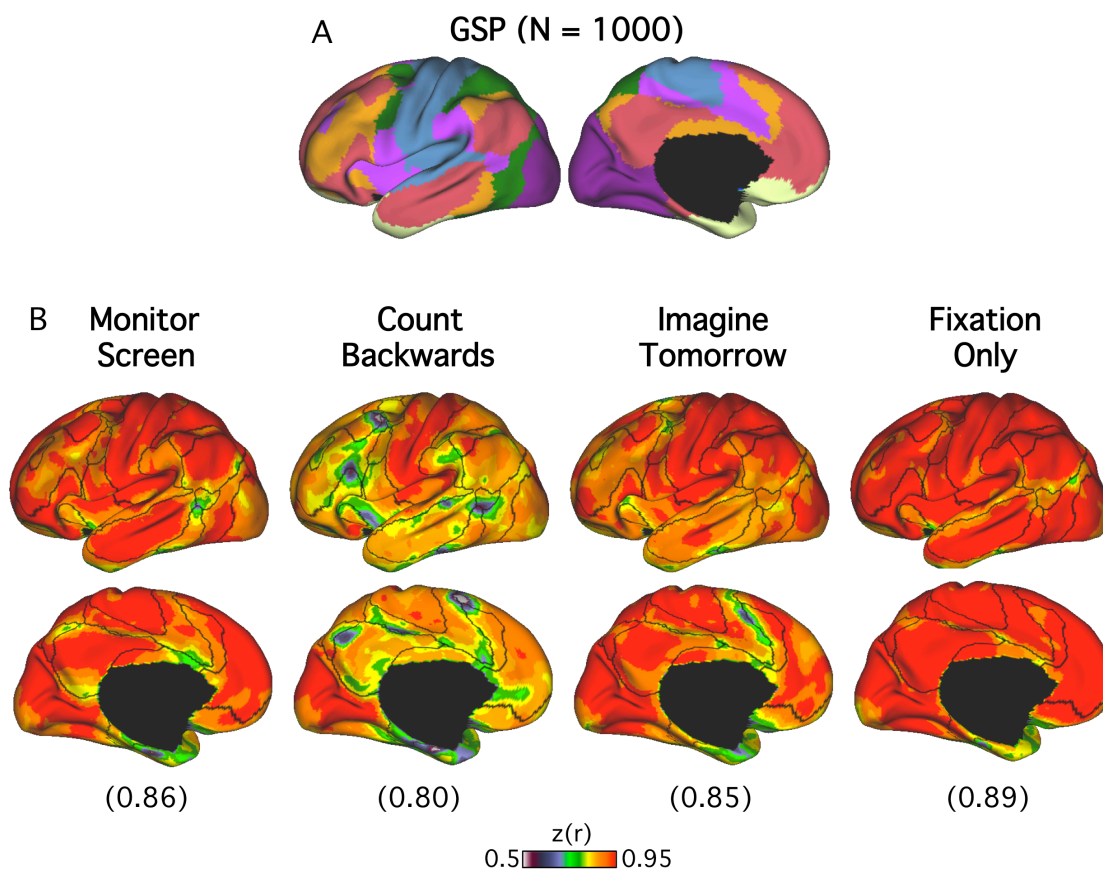 A
GSP (N = 1000)
B
Monitor
Screen
Count
Backwards
Imagine
Tomorrow
Fixation
Only
(0.86)
(0.80)
(0.85)
(0.89)
z(r)
0.5
0.95